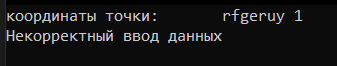 координаты точки:       rfgeruy 1
Некорректный ввод данных